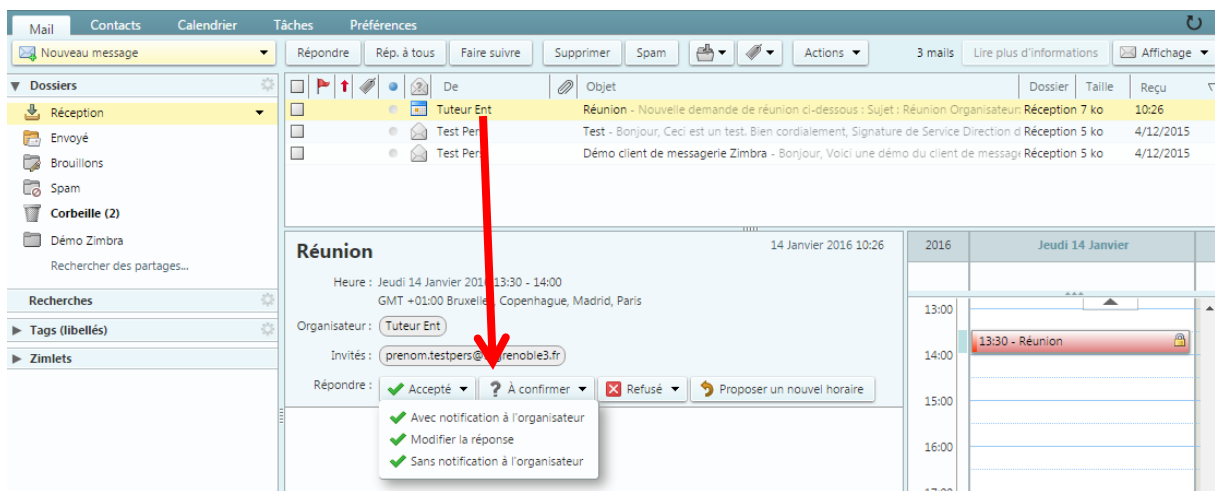 Mail Contacts Calendrier Tâches Préférences
Nouveau message Répondre Rép. à tous Faire suivre Supprimer Spam Actions 3 mails Lire plus d'informations Affichage
Dossiers
De Objet Dossier Taille Reçu
Réception
Tuteur Ent Réunion - Nouvelle demande de réunion ci-dessous : Sujet : Réunion Organisateur: Réception 7 ko 10:26
Envoyé
Test Pers Test - Bonjour, Ceci est un test. Bien cordialement, Signature de Service Direction d Réception 5 ko 4/12/2015
Brouillons
Test Pers Démo client de messagerie Zimbra - Bonjour, Voici une démo du client de messag Réception 5 ko 4/12/2015
Spam
Corbeille (2)
Démo Zimbra
Rechercher des partages...
Recherches
Tags (libellés)
Zimlets
Réunion
14 Janvier 2016 10:26
Heure : Jeudi 14 Janvier 2016 13:30 - 14:00
GMT +01:00 Bruxelles, Copenhague, Madrid, Paris
Organisateur : Tuteur Ent
Invités : prenom.testpers@ grenoble3.fr
Répondre : Accepté ? À confirmer Refusé Proposer un nouvel horaire
Avec notification à l'organisateur
Modifier la réponse
Sans notification à l'organisateur
2016 Jeudi 14 Janvier
13:00
13:30 - Réunion
14:00
15:00
16:00
17:00